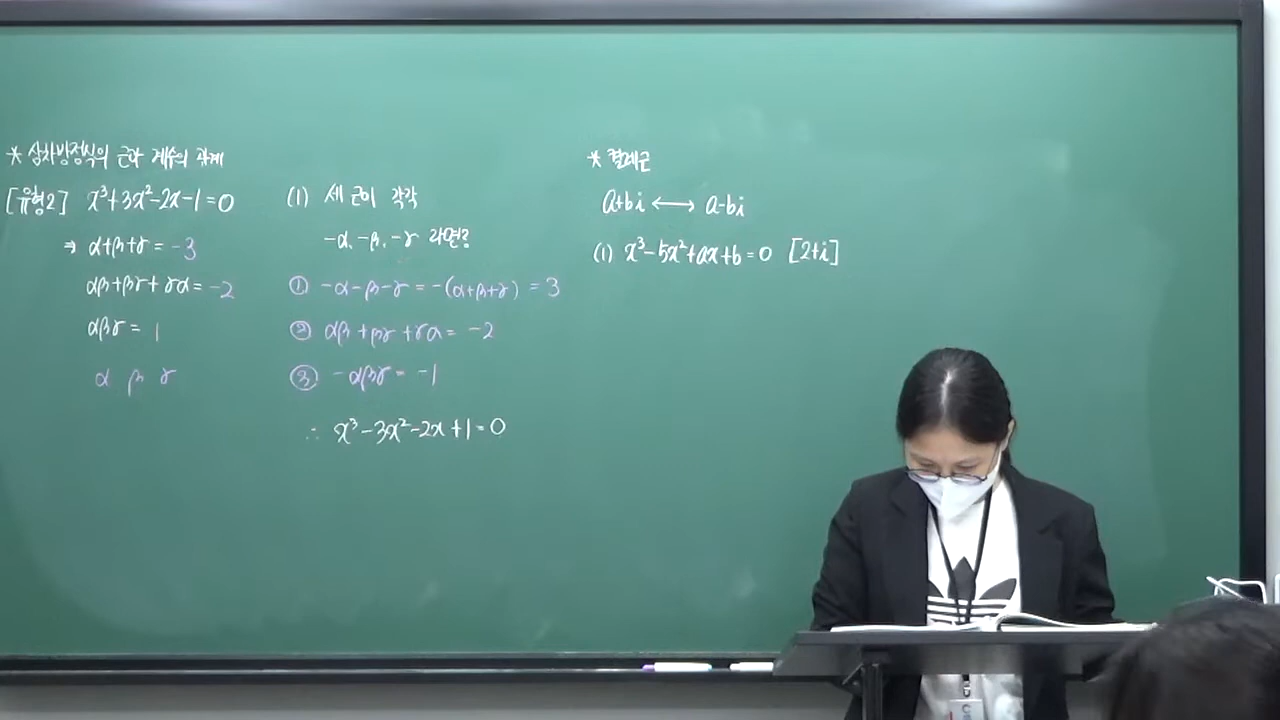 * 삼차방정식의 근과 계수의 관계
[유형2] x³+3x²-2x-1=0
⇒ α+β+γ = -3
αβ+βγ+γα = -2
αβγ = 1
α β γ
(1) 세 근이 각각
-α, -β, -γ 라면?
① -α-β-γ = -(α+β+γ) = 3
② αβ+βγ+γα = -2
③ -αβγ = -1
∴ x³-3x²-2x+1=0
* 켤레근
a+bi ⟷ a-bi
(1) x³-5x²+ax+b=0 [2+i]